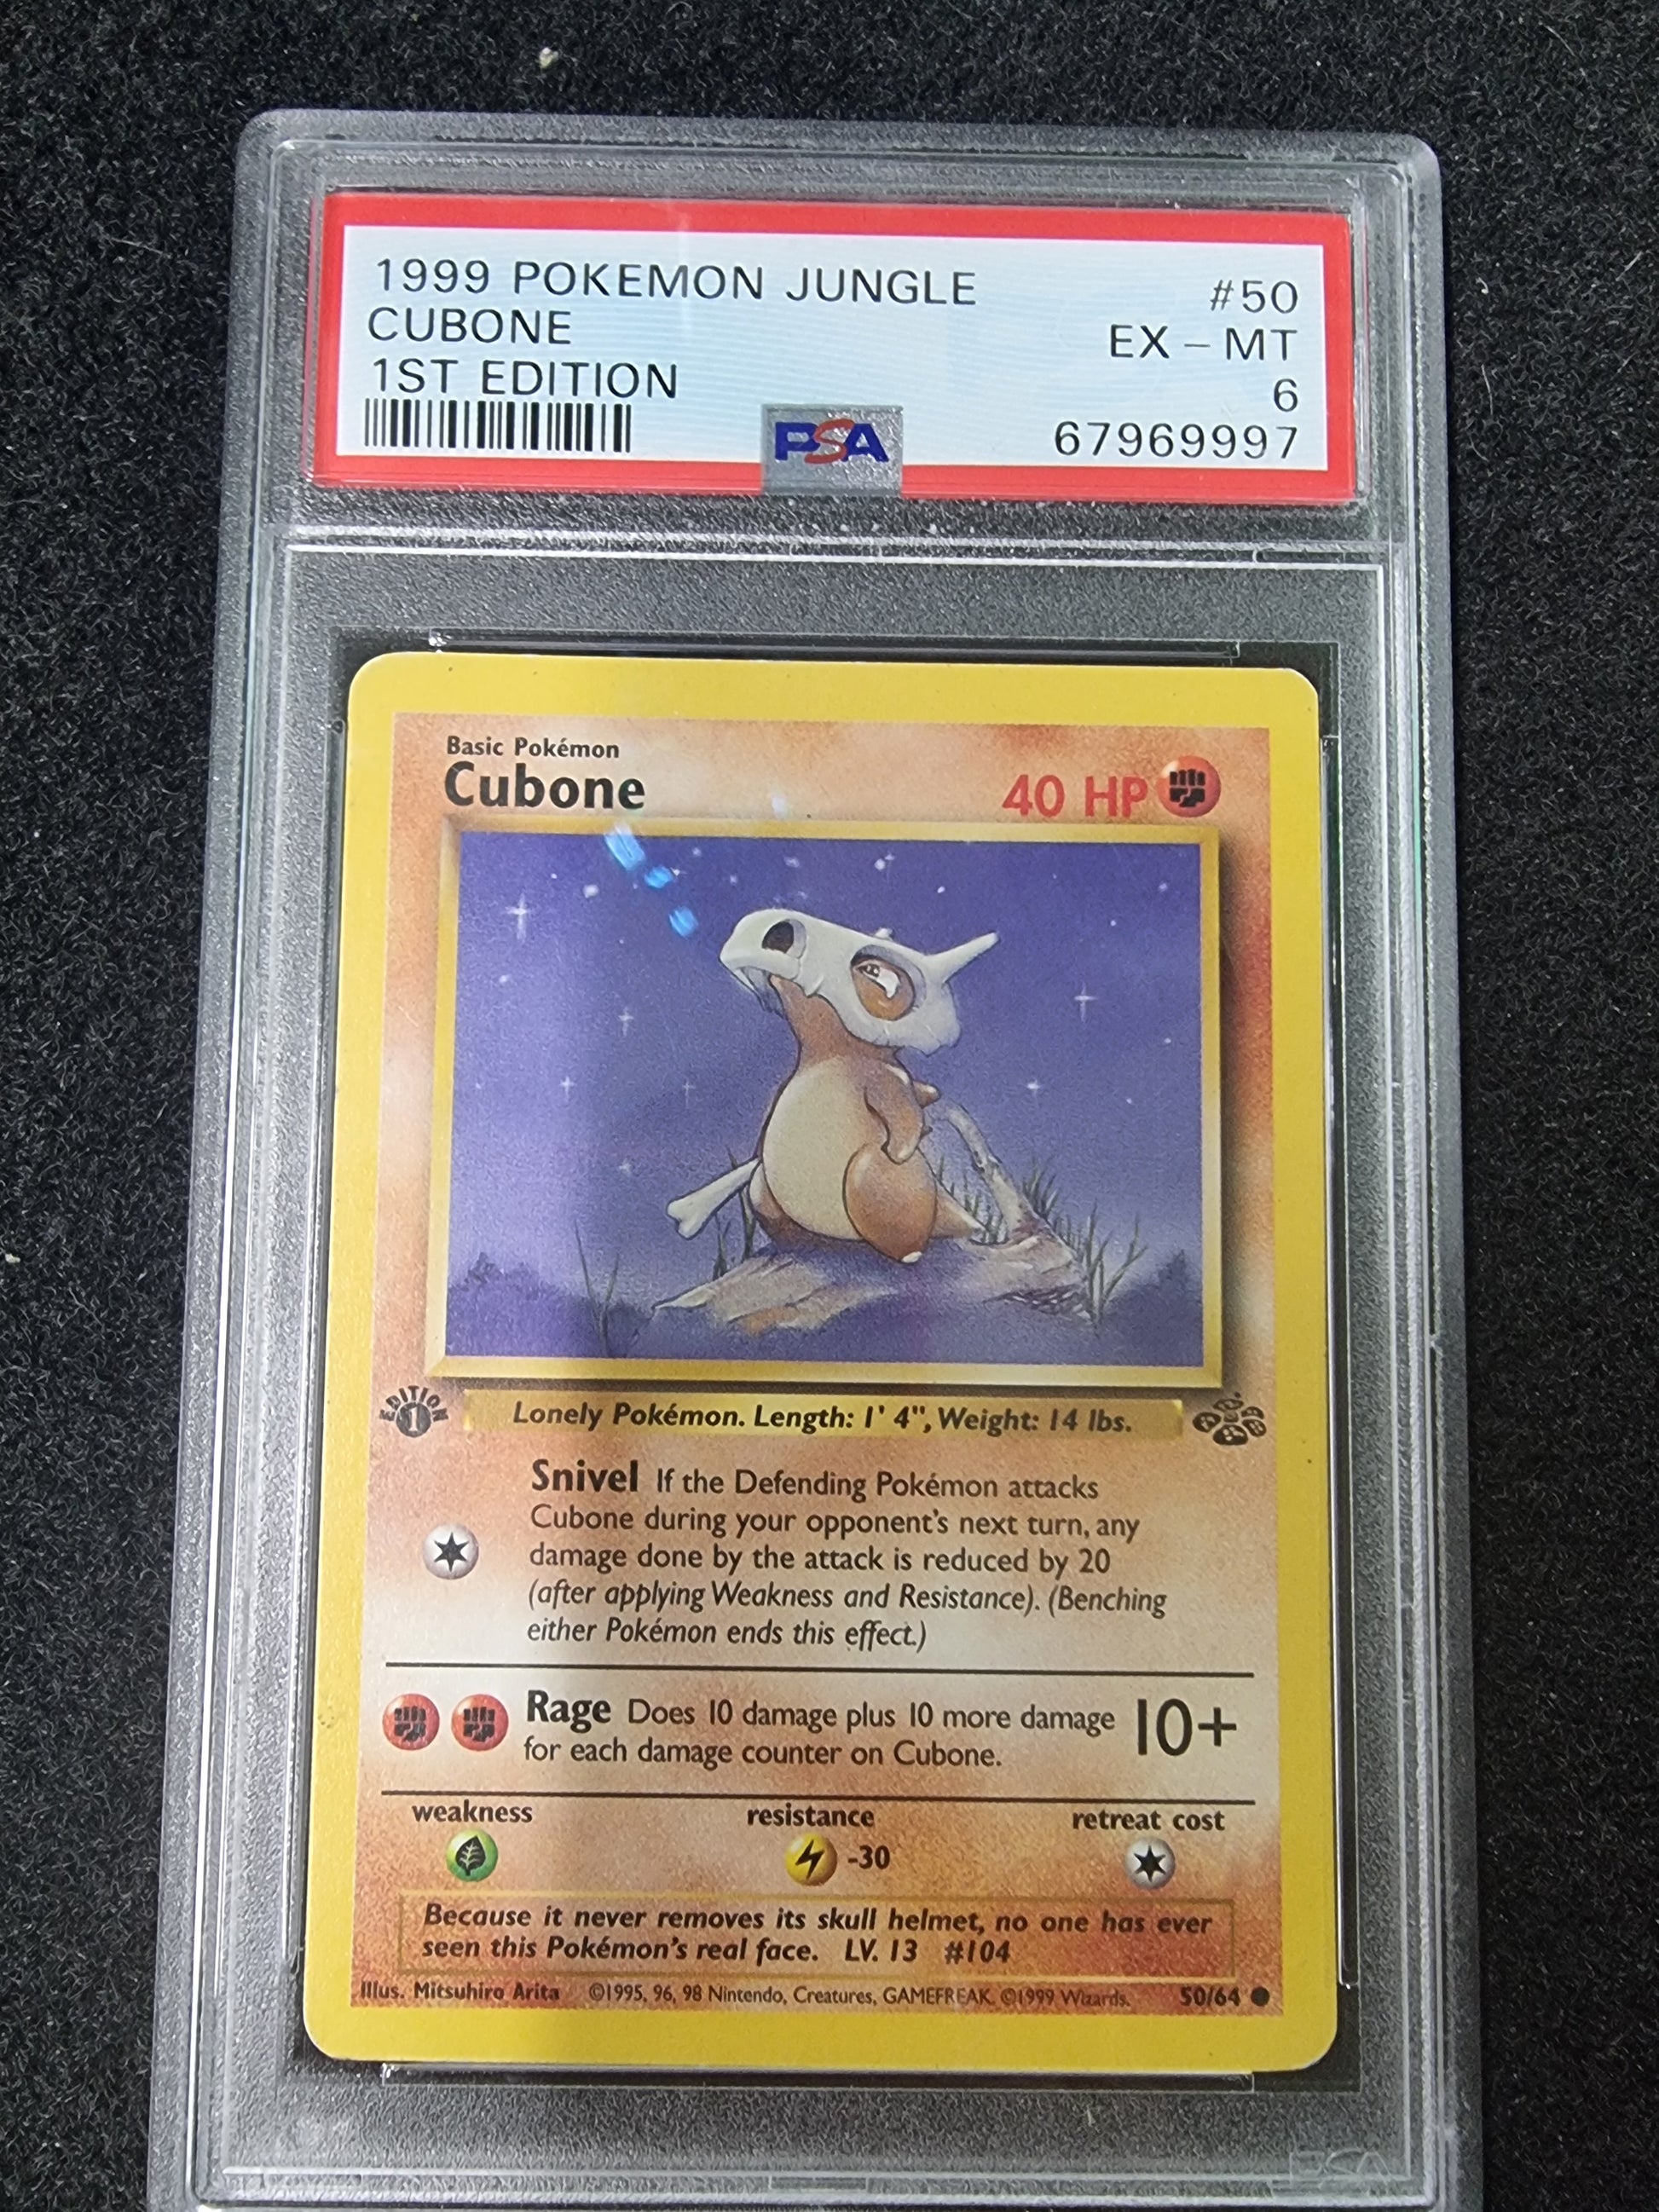 1999 POKEMON JUNGLE #50
CUBONE EX - MT
1ST EDITION 6
PSA 67969997
Basic Pokémon
Cubone 40 HP
EDITION 1
Lonely Pokémon. Length: 1' 4", Weight: 14 lbs.
Snivel If the Defending Pokémon attacks
Cubone during your opponent's next turn, any
damage done by the attack is reduced by 20
(after applying Weakness and Resistance). (Benching
either Pokémon ends this effect.)
Rage Does 10 damage plus 10 more damage 10+
for each damage counter on Cubone.
weakness resistance retreat cost
-30
Because it never removes its skull helmet, no one has ever
seen this Pokémon's real face. LV. 13 #104
Illus. Mitsuhiro Arita ©1995, 96, 98 Nintendo, Creatures, GAMEFREAK. ©1999 Wizards. 50/64
PSA